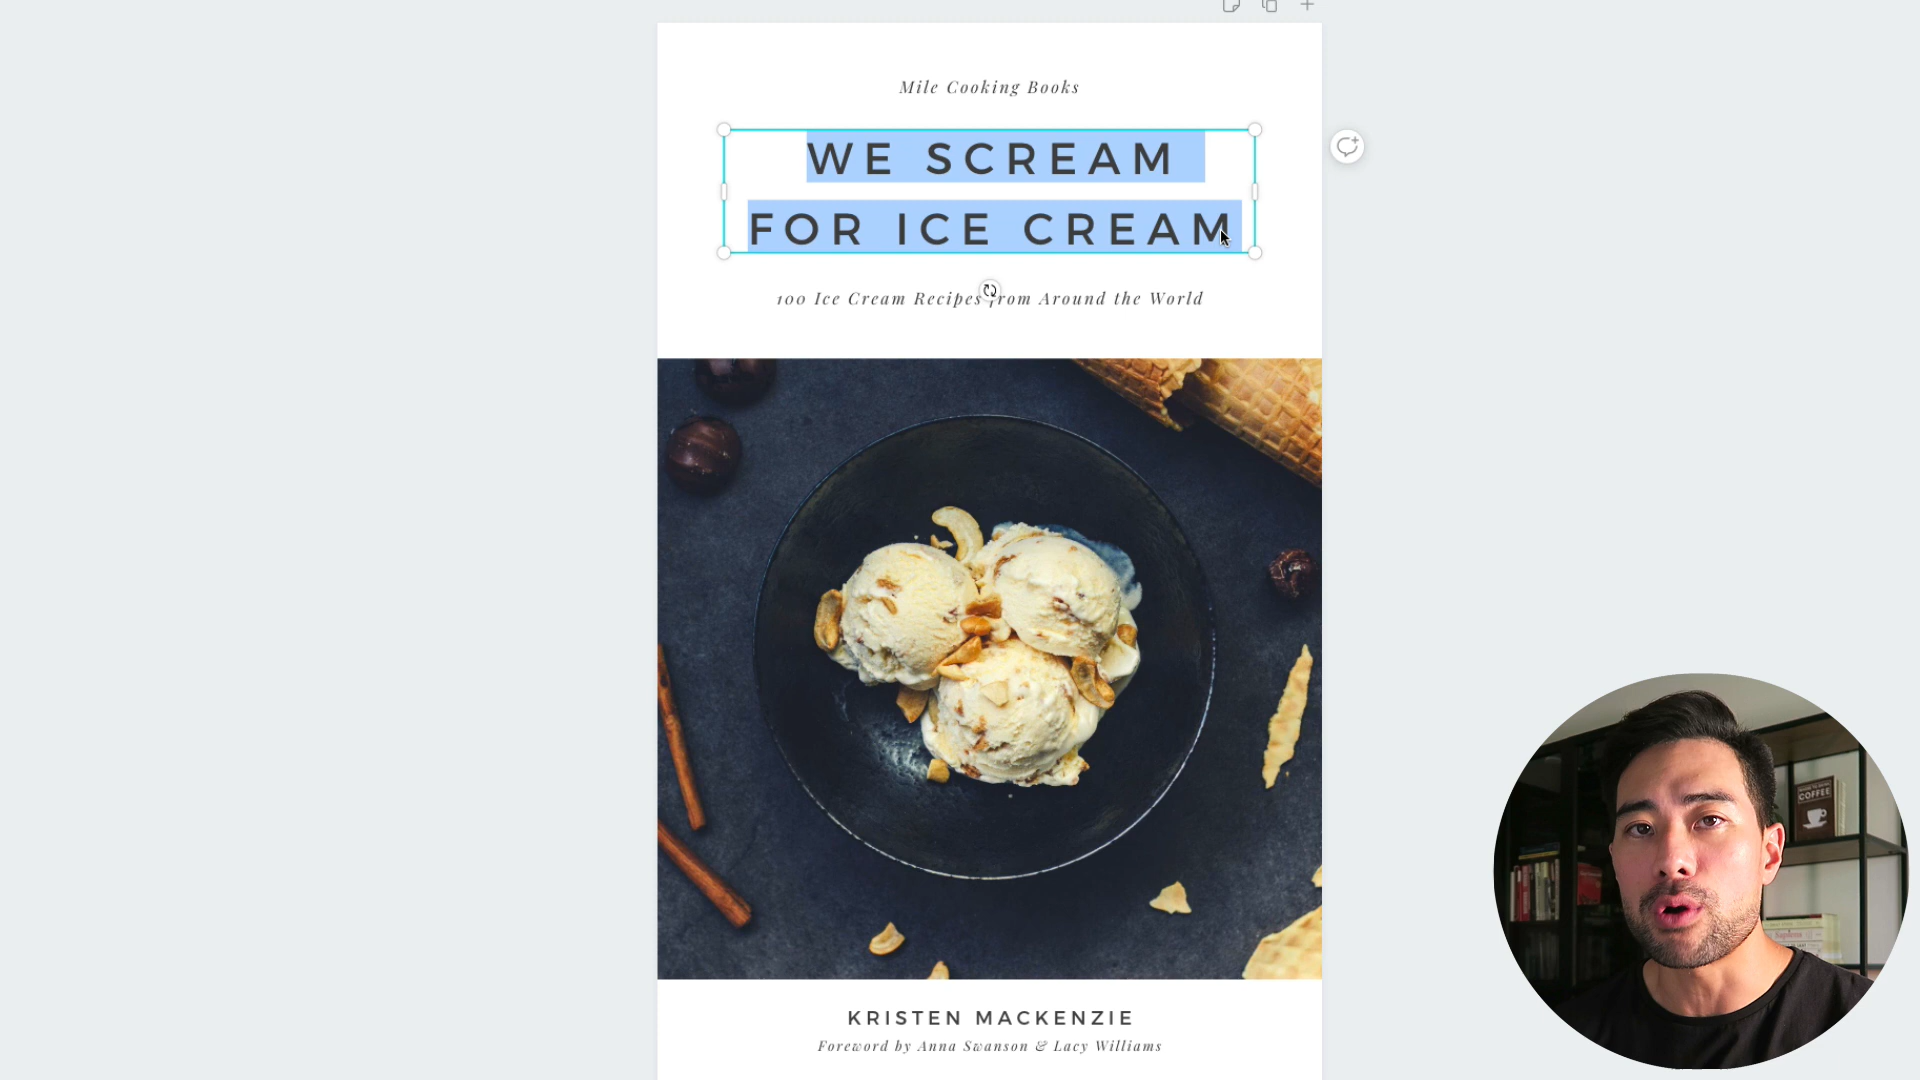 Mile Cooking Books
WE SCREAM
FOR ICE CREAM
100 Ice Cream Recipes from Around the World
KRISTEN MACKENZIE
Foreword by Anna Swanson & Lacy Williams
COFFEE